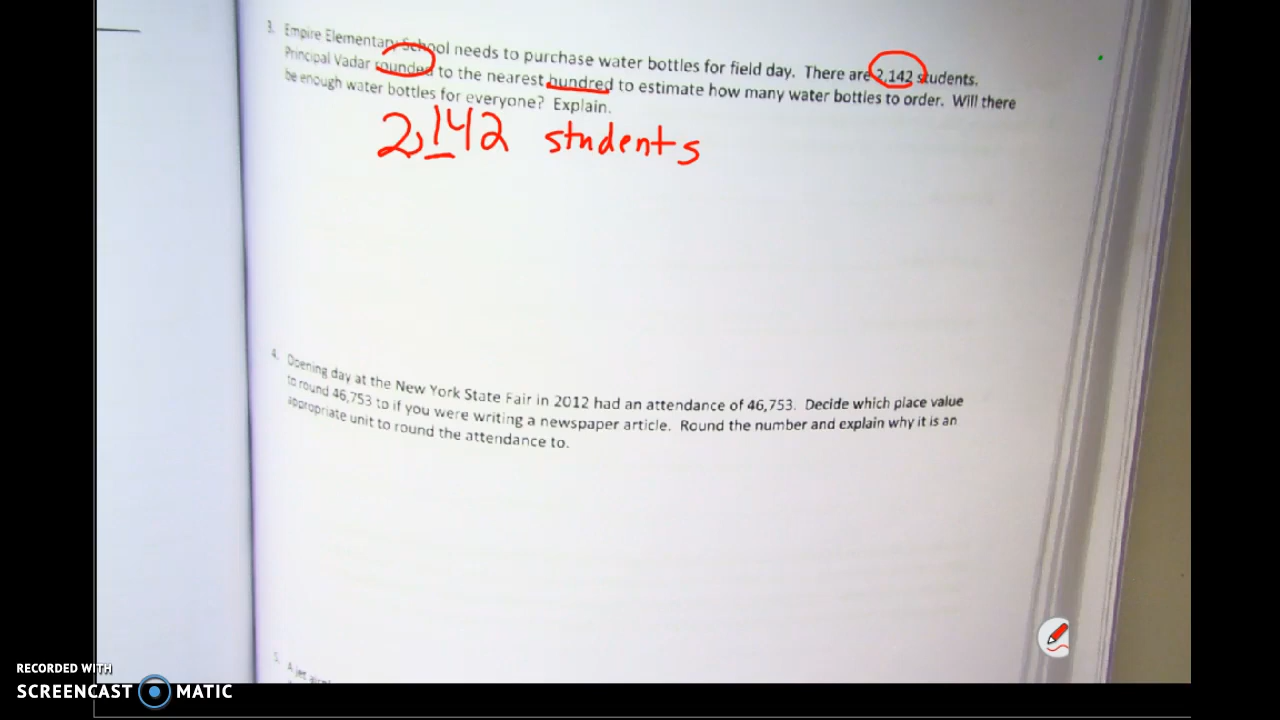 3. Empire Elementary School needs to purchase water bottles for field day. There are 2,142 students.
Principal Vadar rounded to the nearest hundred to estimate how many water bottles to order. Will there
be enough water bottles for everyone? Explain.
2,142 students
4. Opening day at the New York State Fair in 2012 had an attendance of 46,753. Decide which place value
to round 46,753 to if you were writing a newspaper article. Round the number and explain why it is an
appropriate unit to round the attendance to.
5. A jet
RECORDED WITH
SCREENCAST MATIC